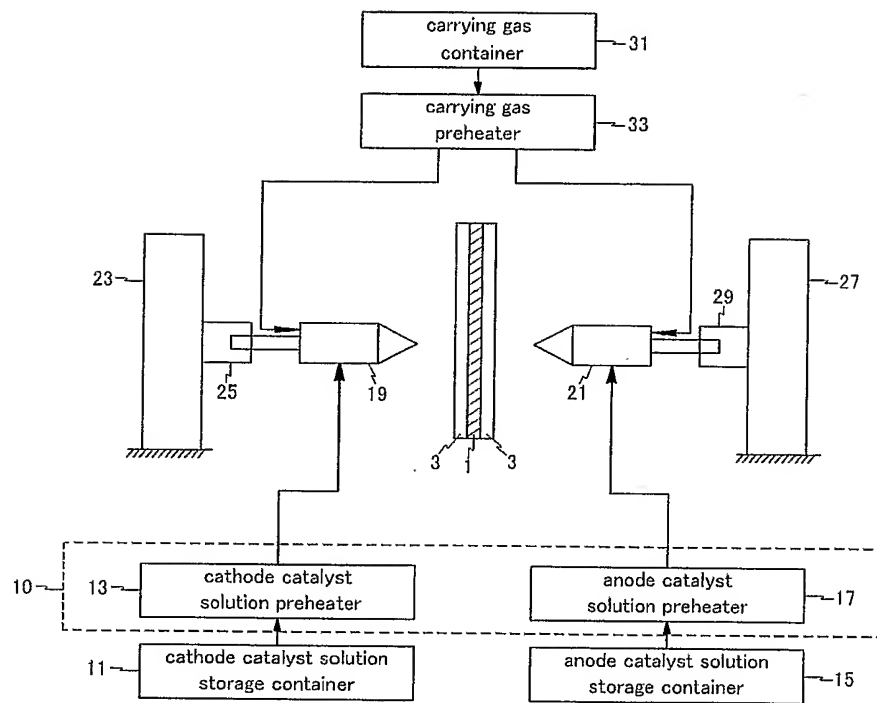 carrying gas
container
31
carrying gas
preheater
33
23
27
29
25
19
21
3
1
3
10
13
cathode catalyst
solution preheater
anode catalyst
solution preheater
17
11
cathode catalyst solution
storage container
anode catalyst solution
storage container
15